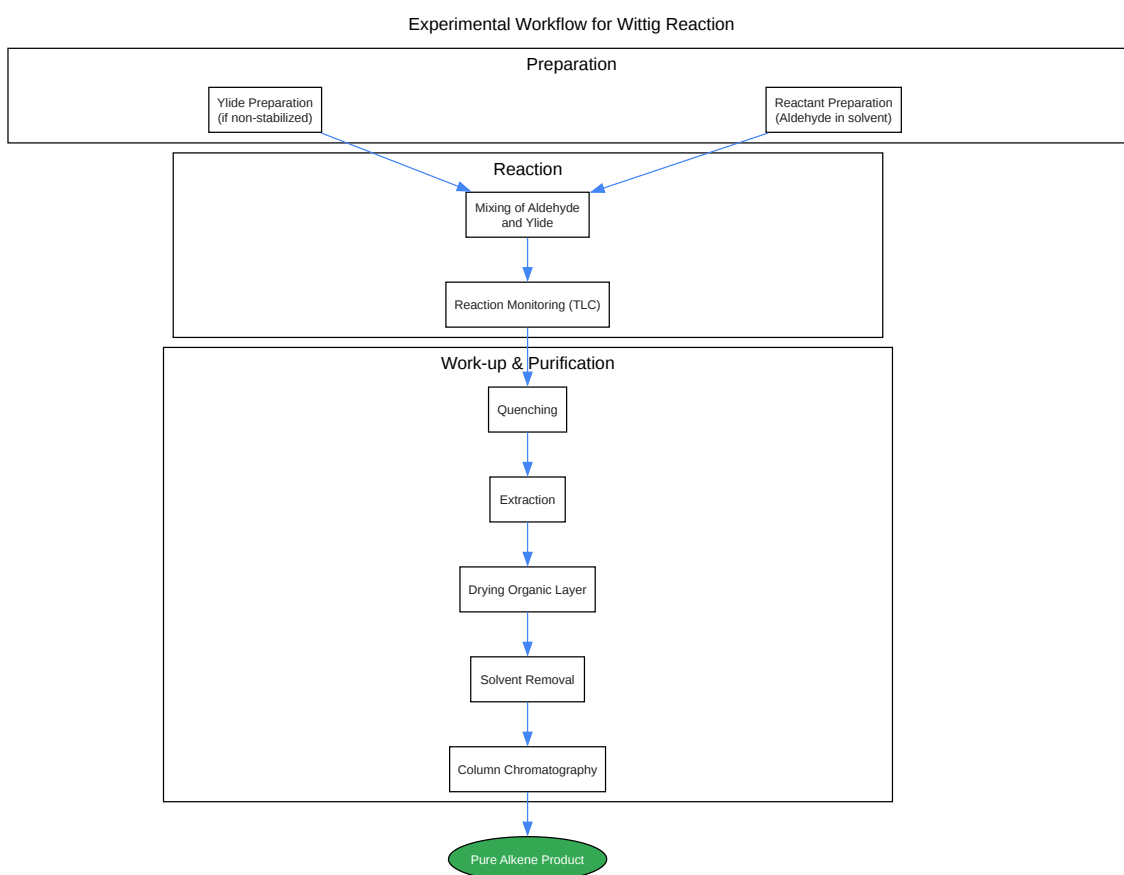 Experimental Workflow for Wittig Reaction
Preparation
Ylide Preparation
(if non-stabilized)
Reactant Preparation
(Aldehyde in solvent)
Reaction
Mixing of Aldehyde
and Ylide
Reaction Monitoring (TLC)
Work-up & Purification
Quenching
Extraction
Drying Organic Layer
Solvent Removal
Column Chromatography
Pure Alkene Product